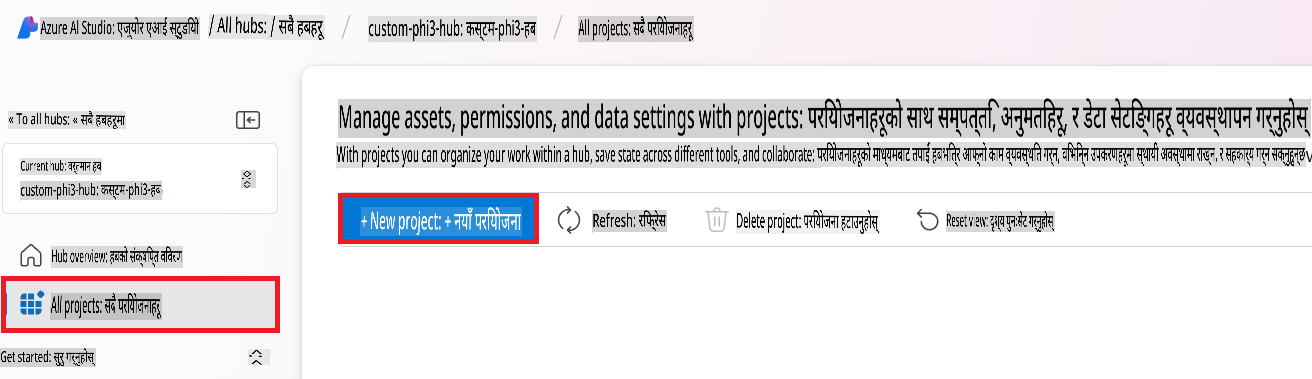 Azure AI Studio: एज्योर एआई स्टुडियो / All hubs: / सबै हबहरू / custom-phi3-hub: कस्टम-phi3-हब / All projects: सबै परियोजनाहरू
« To all hubs: « सबै हबहरूमा
Current hub: वर्तमान हब
custom-phi3-hub: कस्टम-phi3-हब
Hub overview: हबको संक्षिप्त विवरण
All projects: सबै परियोजनाहरू
Get started: सुरु गर्नुहोस्
Manage assets, permissions, and data settings with projects: परियोजनाहरूको साथ सम्पत्ति, अनुमतिहरू, र डेटा सेटिङ्गहरू व्यवस्थापन गर्नुहोस्
With projects you can organize your work within a hub, save state across different tools, and collaborate: परियोजनाहरूको माध्यमबाट तपाईं हबभित्र आफ्नो काम व्यवस्थित गर्न, विभिन्न उपकरणहरूमा स्थायी अवस्थामा राख्न, र सहकार्य गर्न सक्नुहुन्छ
+ New project: + नयाँ परियोजना
Refresh: रिफ्रेस
Delete project: परियोजना हटाउनुहोस्
Reset view: दृश्य पुनःसेट गर्नुहोस्